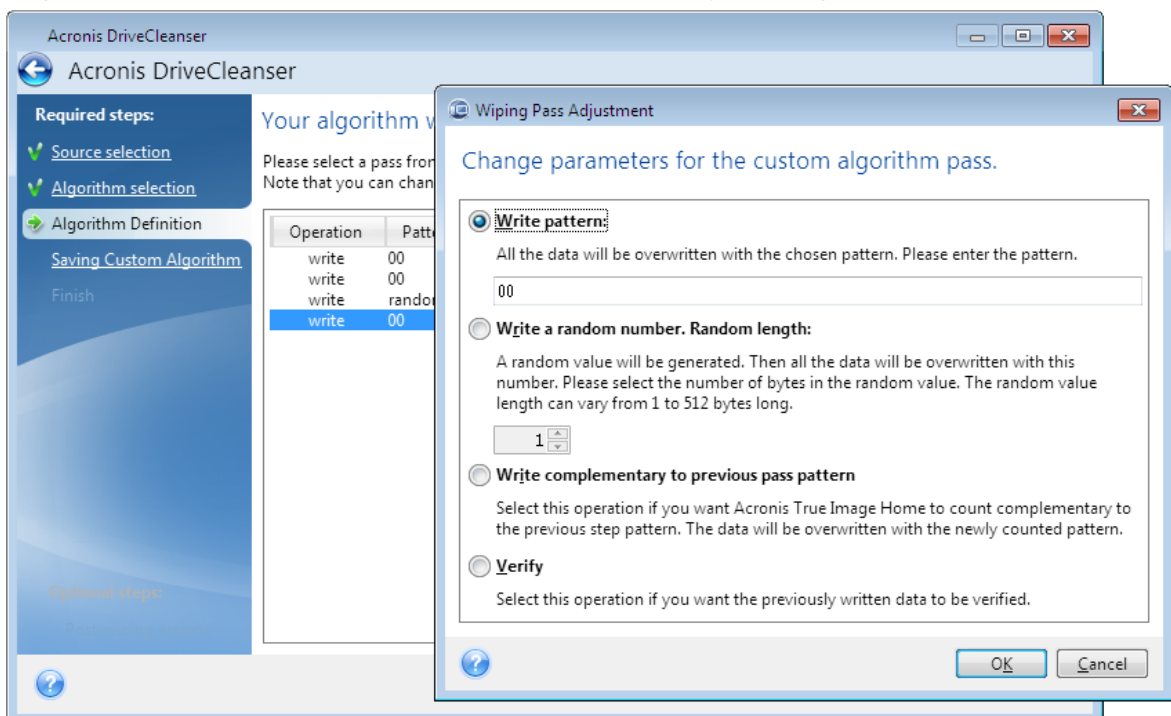 Acronis DriveCleanser
Acronis DriveCleanser
Required steps:
Source selection
Algorithm selection
Algorithm Definition
Saving Custom Algorithm
Finish
Your algorithm
Please select a pass
Note that you can
Operation
write 00
write 00
write
write 00
Wiping Pass Adjustment
Change parameters for the custom algorithm pass.
Write pattern:
All the data will be overwritten with the chosen pattern. Please enter the pattern.
00
Write a random number. Random length:
A random value will be generated. Then all the data will be overwritten with this
number. Please select the number of bytes in the random value. The random value
length can vary from 1 to 512 bytes long.
1
Write complementary to previous pass pattern
Select this operation if you want Acronis True Image Home to count complementary to
the previous step pattern. The data will be overwritten with the newly counted pattern.
Verify
Select this operation if you want the previously written data to be verified.
OK Cancel